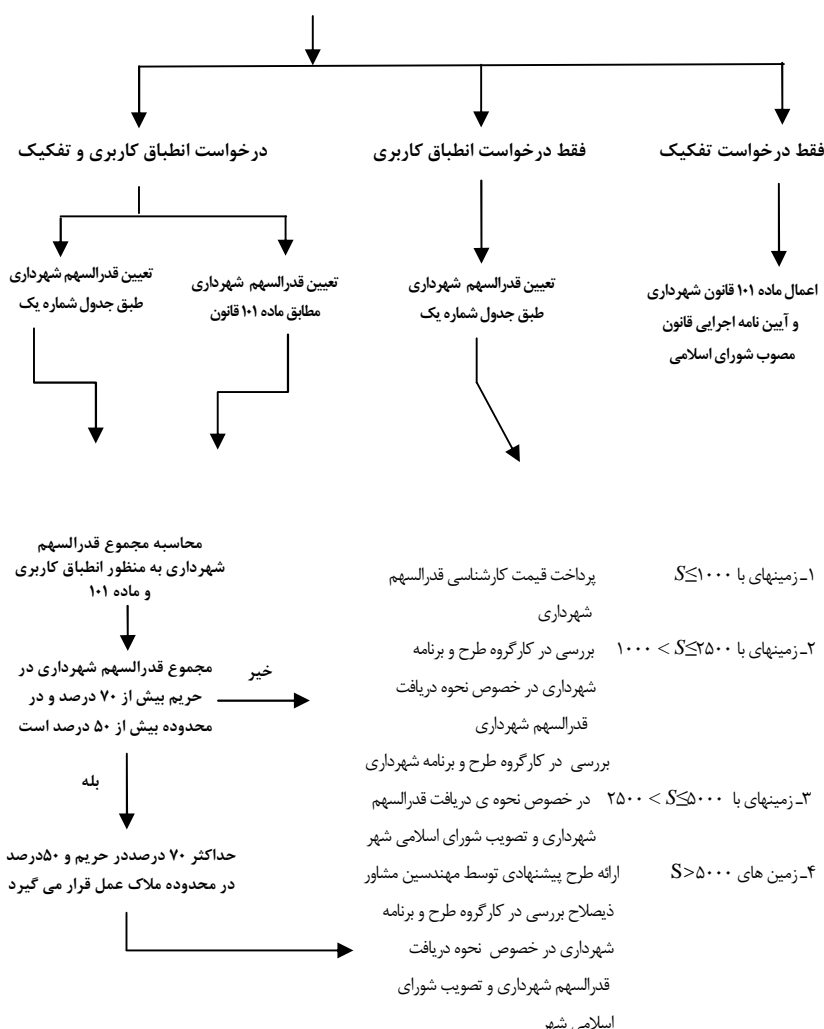 فقط درخواست تفکیک
فقط درخواست انطباق کاربری
درخواست انطباق کاربری و تفکیک
اعمال ماده ۱۰۱ قانون شهرداری
و آیین نامه اجرایی قانون
مصوب شورای اسلامی
تعیین قدرالسهم شهرداری
طبق جدول شماره یک
تعیین قدرالسهم شهرداری
مطابق ماده ۱۰۱ قانون
تعیین قدرالسهم شهرداری
طبق جدول شماره یک
محاسبه مجموع قدرالسهم
شهرداری به منظور انطباق کاربری
و ماده ۱۰۱
مجموع قدرالسهم شهرداری در
حریم بیش از ۷۰ درصد و در
محدوده بیش از ۵۰ درصد است
خیر
بله
حداکثر ۷۰ درصددر حریم و ۵۰درصد
در محدوده ملاک عمل قرار می گیرد
۱ـ زمینهای با S≤۱۰۰۰ پرداخت قیمت کارشناسی قدرالسهم
شهرداری
۲ـ زمینهای با ۱۰۰۰ < S≤۲۵۰۰ بررسی در کارگروه طرح و برنامه
شهرداری در خصوص نحوه دریافت
قدرالسهم شهرداری
بررسی در کارگروه طرح و برنامه شهرداری
۳ـ زمینهای با ۲۵۰۰ < S≤۵۰۰۰ در خصوص نحوه ی دریافت قدرالسهم
شهرداری و تصویب شورای اسلامی شهر
۴ـ زمین های S>۵۰۰۰ ارائه طرح پیشنهادی توسط مهندسین مشاور
ذیصلاح بررسی در کارگروه طرح و برنامه
شهرداری در خصوص نحوه دریافت
قدرالسهم شهرداری و تصویب شورای
اسلامی شهر